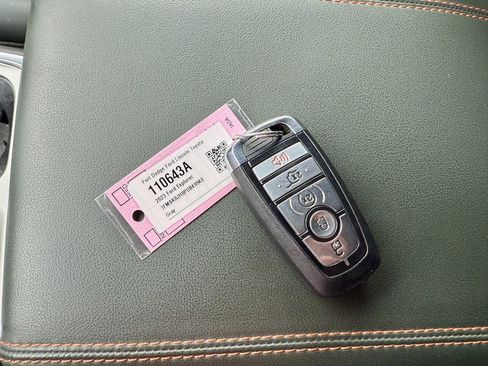 Fort Dodge Ford Lincoln Toyota
110643A
2023 Ford Explorer
Gray